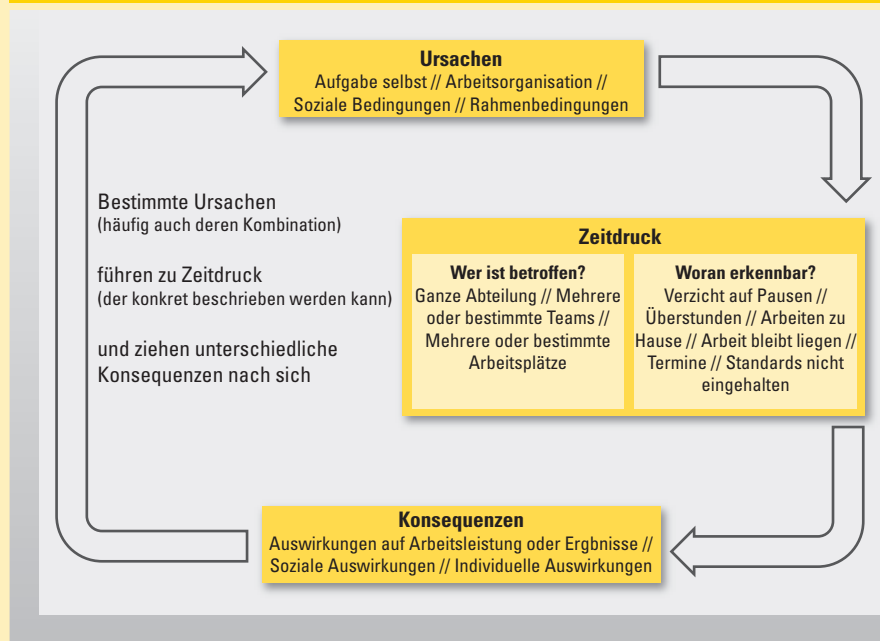 Ursachen
Aufgabe selbst // Arbeitsorganisation //
Soziale Bedingungen // Rahmenbedingungen
Bestimmte Ursachen
(häufig auch deren Kombination)
führen zu Zeitdruck
(der konkret beschrieben werden kann)
und ziehen unterschiedliche
Konsequenzen nach sich
Zeitdruck
Wer ist betroffen?
Ganze Abteilung // Mehrere
oder bestimmte Teams //
Mehrere oder bestimmte
Arbeitsplätze
Woran erkennbar?
Verzicht auf Pausen //
Überstunden // Arbeiten zu
Hause // Arbeit bleibt liegen //
Termine // Standards nicht
eingehalten
Konsequenzen
Auswirkungen auf Arbeitsleistung oder Ergbnisse //
Soziale Auswirkungen // Individuelle Auswirkungen